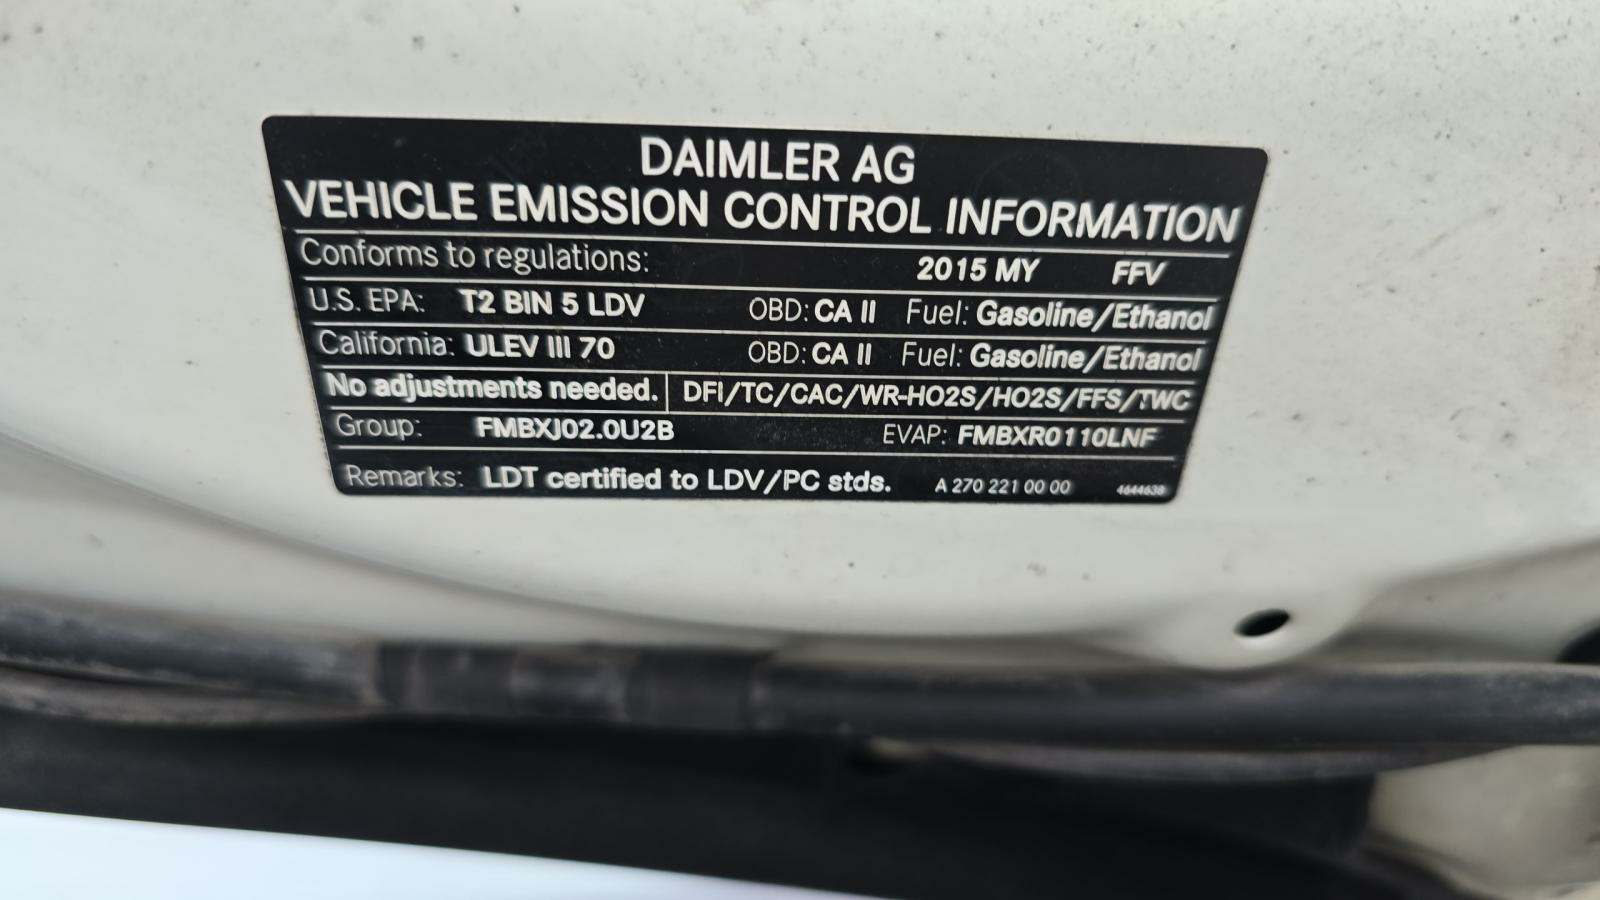 DAIMLER AG
VEHICLE EMISSION CONTROL INFORMATION
Conforms to regulations: 2015 MY FFV
U.S. EPA: T2 BIN 5 LDV OBD: CA II Fuel: Gasoline/Ethanol
California: ULEV III 70 OBD: CA II Fuel: Gasoline/Ethanol
No adjustments needed. DFI/TC/CAC/WR-HO2S/HO2S/FFS/TWC
Group: FMBXJ02.0U2B EVAP: FMBXR0110LNF
Remarks: LDT certified to LDV/PC stds. A 270 221 00 00 4644638